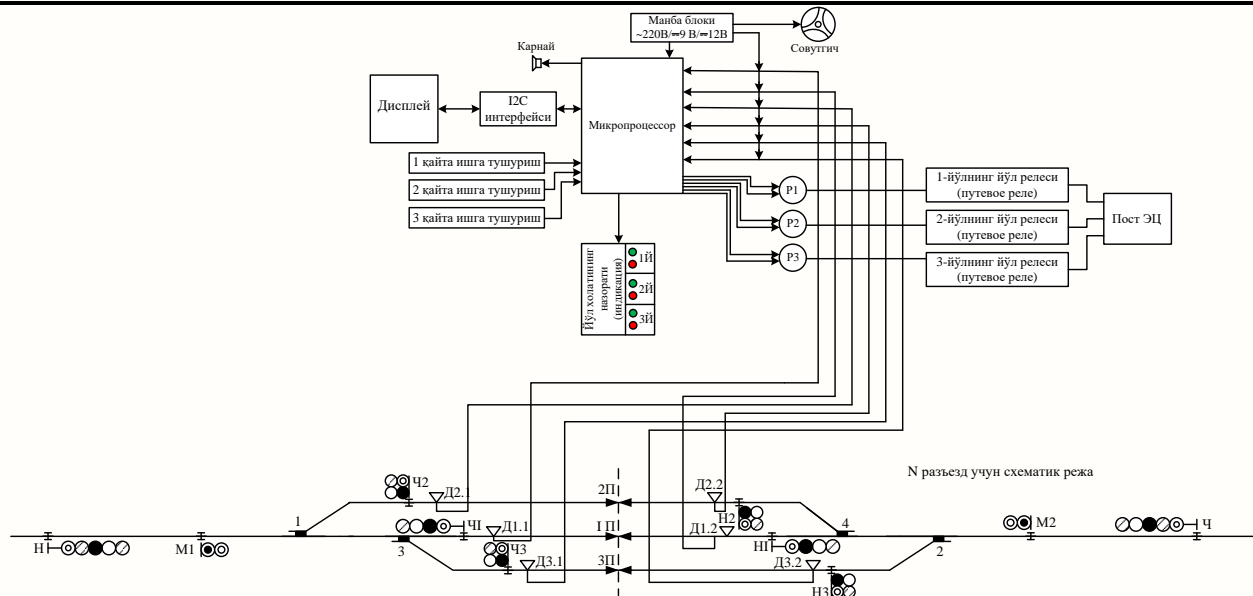 Манба блоки
~220В/⎓9 В/⎓12В
Совутгич
Карнай
Дисплей
I2C
интерфейси
Микропроцессор
1 қайта ишга тушуриш
2 қайта ишга тушуриш
3 қайта ишга тушуриш
Р1
Р2
Р3
1-йўлнинг йўл релеси
(путевое реле)
2-йўлнинг йўл релеси
(путевое реле)
3-йўлнинг йўл релеси
(путевое реле)
Пост ЭЦ
Йўл холатининг
назорати
(индикация)
1Й
2Й
3Й
N разъезд учун схематик режа
Ч2
Д2.1
2П
Д2.2
Н2
1
ЧI
Д1.1
I П
Д1.2
4
М2
Ч
Н
М1
3
Ч3
Д3.1
3П
НI
Д3.2
2
Н3